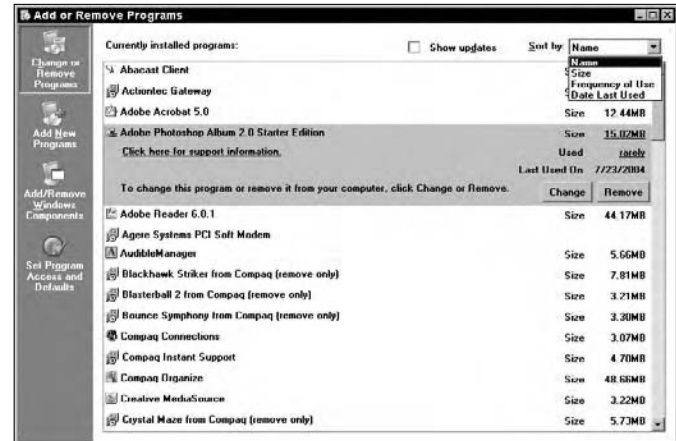 Add or Remove Programs
Change or
Remove
Programs
Add New
Programs
Add/Remove
Windows
Components
Set Program
Access and
Defaults
Currently installed programs:
Show updates
Sort by: Name
Name
Size
Frequency of Use
Date Last Used
Abacast Client
Actiontec Gateway
Adobe Acrobat 5.0 Size 12.44MB
Adobe Photoshop Album 2.0 Starter Edition Size 15.02MB
Click here for support information. Used rarely
Last Used On 7/23/2004
To change this program or remove it from your computer, click Change or Remove. Change Remove
Adobe Reader 6.0.1 Size 44.17MB
Agere Systems PCI Soft Modem
AudibleManager Size 5.66MB
Blackhawk Striker from Compaq (remove only) Size 7.81MB
Blasterball 2 from Compaq (remove only) Size 3.21MB
Bounce Symphony from Compaq (remove only) Size 3.30MB
Compaq Connections Size 3.07MB
Compaq Instant Support Size 4.70MB
Compaq Organize Size 48.66MB
Creative MediaSource Size 3.22MB
Crystal Maze from Compaq (remove only) Size 5.73MB